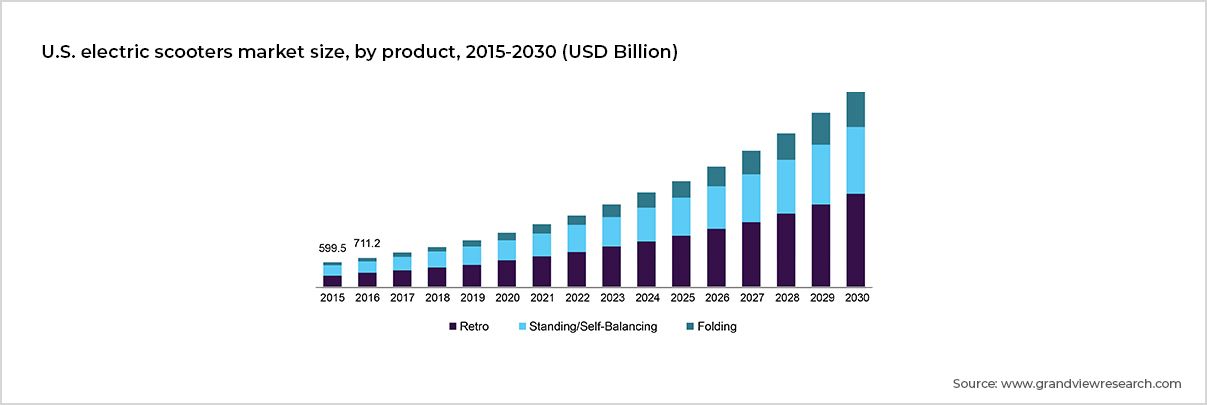 U.S. electric scooters market size, by product, 2015-2030 (USD Billion)
599.5 711.2
2015 2016 2017 2018 2019 2020 2021 2022 2023 2024 2025 2026 2027 2028 2029 2030
Retro Standing/Self-Balancing Folding
Source: www.grandviewresearch.com